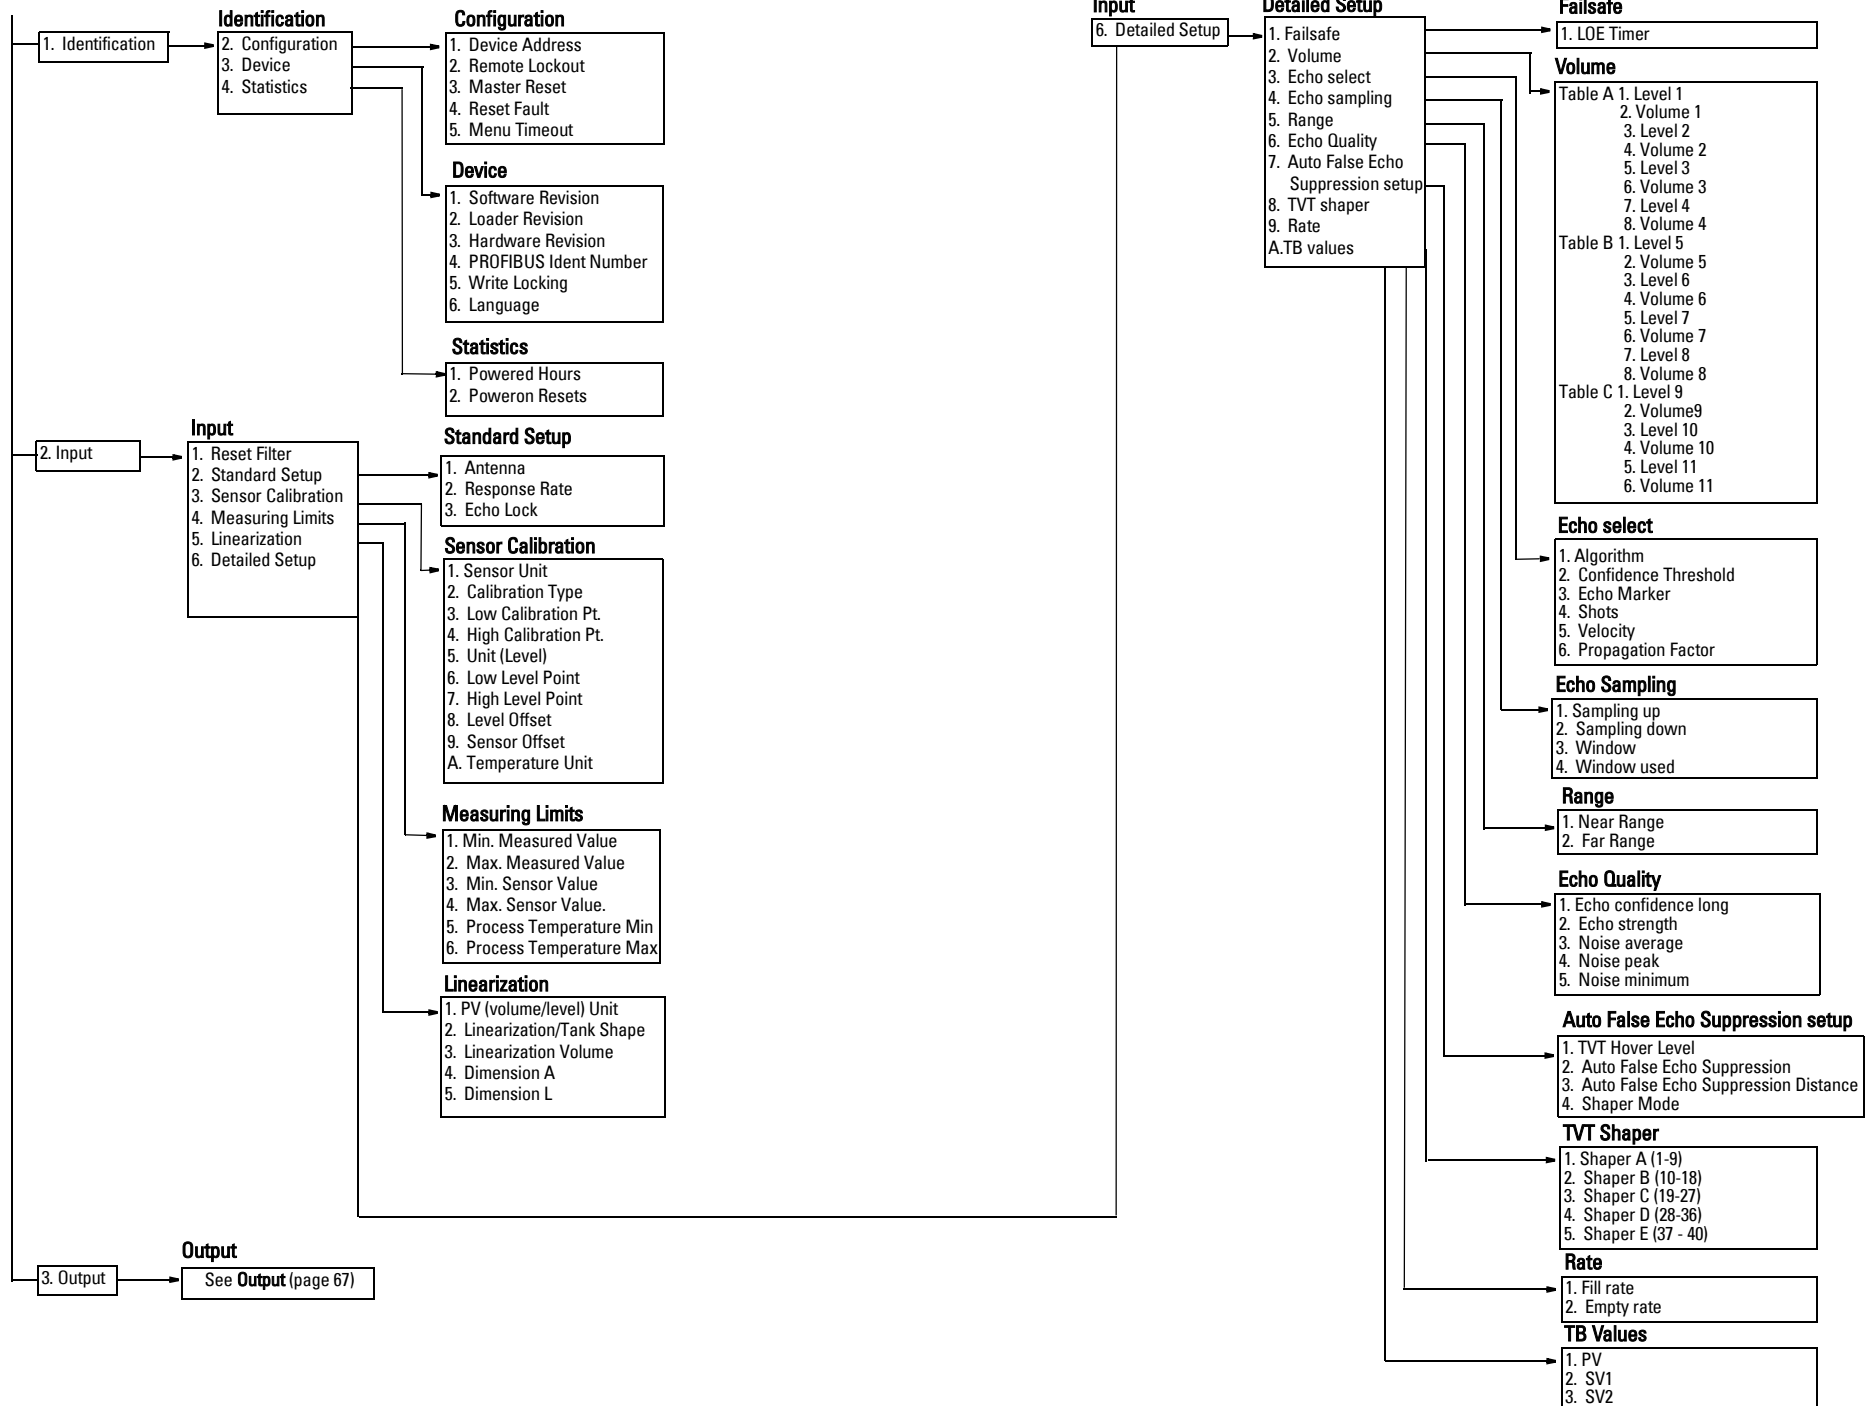 1. Identification
Identification
2. Configuration
3. Device
4. Statistics
Configuration
1. Device Address
2. Remote Lockout
3. Master Reset
4. Reset Fault
5. Menu Timeout
Device
1. Software Revision
2. Loader Revision
3. Hardware Revision
4. PROFIBUS Ident Number
5. Write Locking
6. Language
Statistics
1. Powered Hours
2. Poweron Resets
2. Input
Input
1. Reset Filter
2. Standard Setup
3. Sensor Calibration
4. Measuring Limits
5. Linearization
6. Detailed Setup
Standard Setup
1. Antenna
2. Response Rate
3. Echo Lock
Sensor Calibration
1. Sensor Unit
2. Calibration Type
3. Low Calibration Pt.
4. High Calibration Pt.
5. Unit (Level)
6. Low Level Point
7. High Level Point
8. Level Offset
9. Sensor Offset
A. Temperature Unit
Measuring Limits
1. Min. Measured Value
2. Max. Measured Value
3. Min. Sensor Value
4. Max. Sensor Value.
5. Process Temperature Min
6. Process Temperature Max
Linearization
1. PV (volume/level) Unit
2. Linearization/Tank Shape
3. Linearization Volume
4. Dimension A
5. Dimension L
3. Output
Output
See Output (page 67)
Input
6. Detailed Setup
Detailed Setup
1. Failsafe
2. Volume
3. Echo select
4. Echo sampling
5. Range
6. Echo Quality
7. Auto False Echo
Suppression setup
8. TVT shaper
9. Rate
A.TB values
Failsafe
1. LOE Timer
Volume
Table A 1. Level 1
2. Volume 1
3. Level 2
4. Volume 2
5. Level 3
6. Volume 3
7. Level 4
8. Volume 4
Table B 1. Level 5
2. Volume 5
3. Level 6
4. Volume 6
5. Level 7
6. Volume 7
7. Level 8
8. Volume 8
Table C 1. Level 9
2. Volume9
3. Level 10
4. Volume 10
5. Level 11
6. Volume 11
Echo select
1. Algorithm
2. Confidence Threshold
3. Echo Marker
4. Shots
5. Velocity
6. Propagation Factor
Echo Sampling
1. Sampling up
2. Sampling down
3. Window
4. Window used
Range
1. Near Range
2. Far Range
Echo Quality
1. Echo confidence long
2. Echo strength
3. Noise average
4. Noise peak
5. Noise minimum
Auto False Echo Suppression setup
1. TVT Hover Level
2. Auto False Echo Suppression
3. Auto False Echo Suppression Distance
4. Shaper Mode
TVT Shaper
1. Shaper A (1-9)
2. Shaper B (10-18)
3. Shaper C (19-27)
4. Shaper D (28-36)
5. Shaper E (37 - 40)
Rate
1. Fill rate
2. Empty rate
TB Values
1. PV
2. SV1
3. SV2